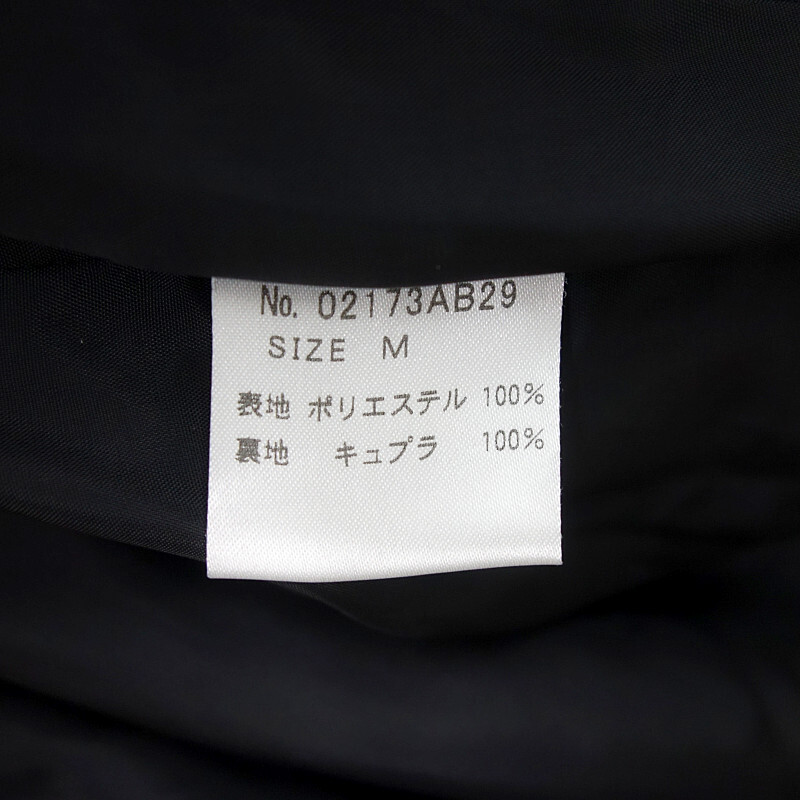 No. 02173AB29
SIZE M
表地 ポリエステル 100%
裏地 キュプラ 100%